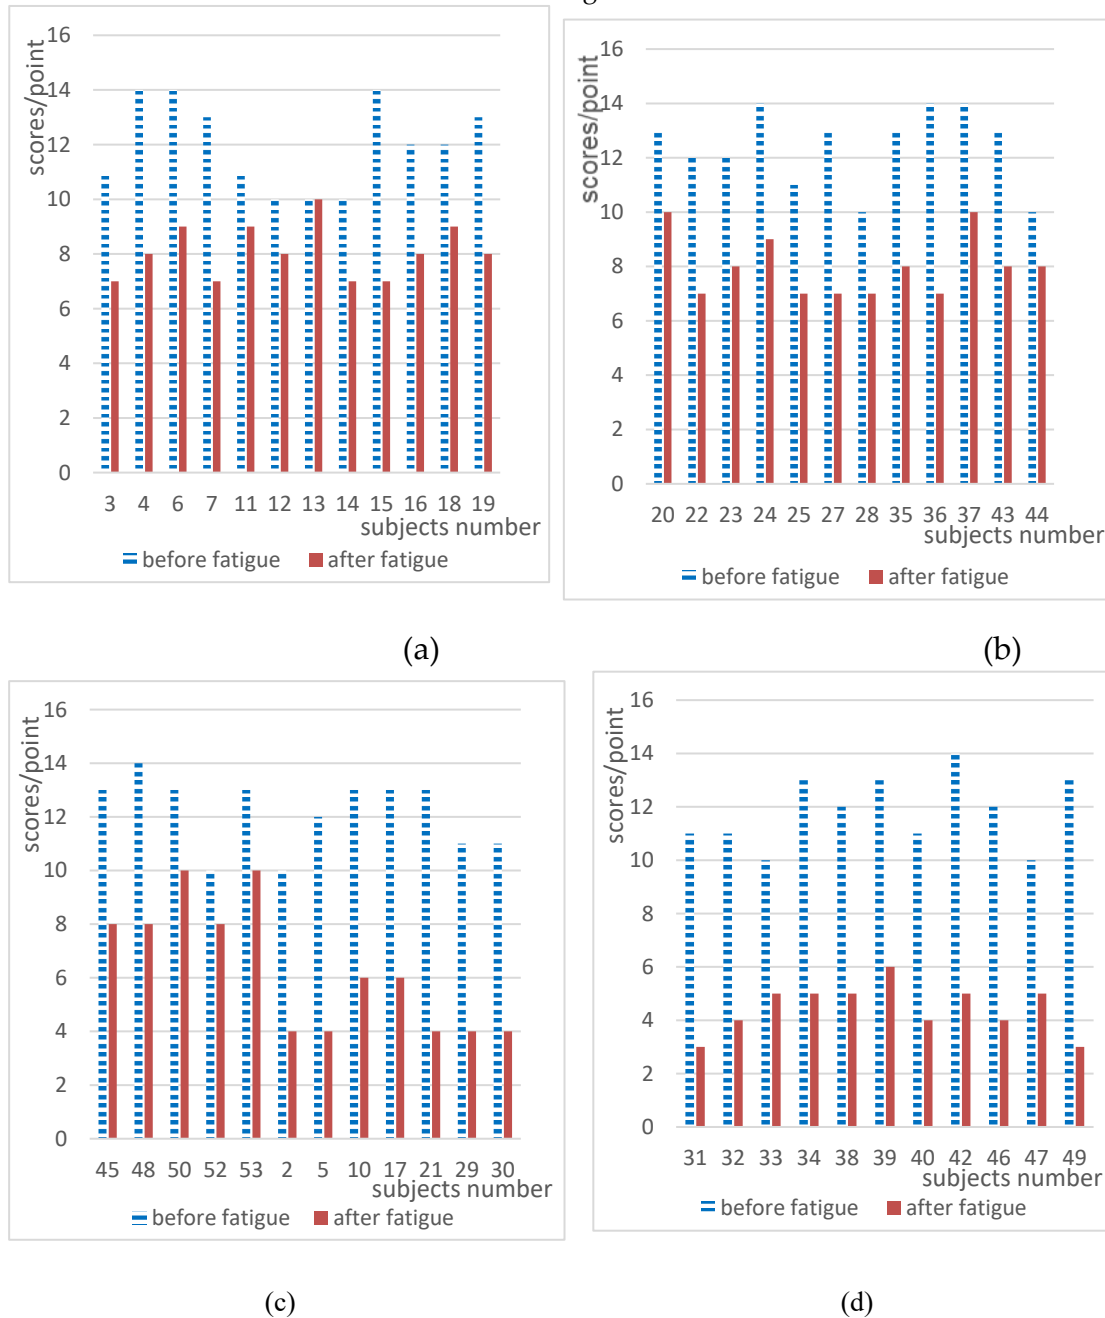 scores/point
16
14
12
10
8
6
4
2
0
3 4 6 7 11 12 13 14 15 16 18 19
subjects number
before fatigue after fatigue
(a)
scores/point
16
14
12
10
8
6
4
2
0
20 22 23 24 25 27 28 35 36 37 43 44
subjects number
before fatigue after fatigue
(b)
scores/point
16
14
12
10
8
6
4
2
0
45 48 50 52 53 2 5 10 17 21 29 30
subjects number
before fatigue after fatigue
(c)
scores/point
16
14
12
10
8
6
4
2
0
31 32 33 34 38 39 40 42 46 47 49
subjects number
before fatigue after fatigue
(d)